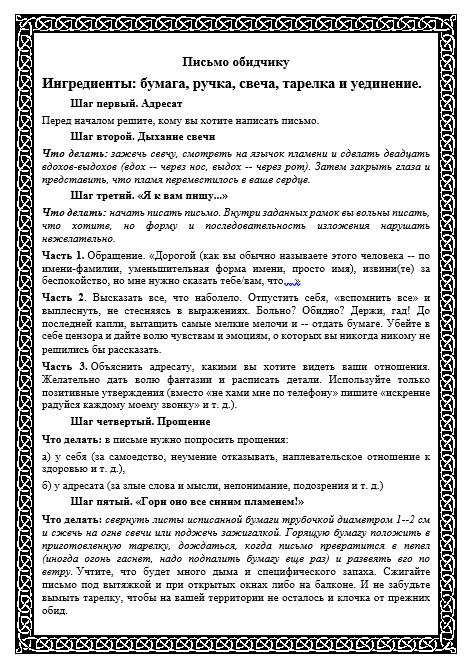 Письмо обидчику
Ингредиенты: бумага, ручка, свеча, тарелка и уединение.
Шаг первый. Адресат
Перед началом решите, кому вы хотите написать письмо.
Шаг второй. Дыхание свечи
Что делать: зажечь свечу, смотреть на язычок пламени и сделать двадцать
вдохов-выдохов (вдох -- через нос, выдох -- через рот). Затем закрыть глаза и
представить, что пламя переместилось в ваше сердце.
Шаг третий. «Я к вам пишу...»
Что делать: начать писать письмо. Внутри заданных рамок вы вольны писать,
что хотите, но форму и последовательность изложения нарушать
нежелательно.
Часть 1. Обращение. «Дорогой (как вы обычно называете этого человека -- по
имени-фамилии, уменьшительная форма имени, просто имя), извини(те) за
беспокойство, но мне нужно сказать тебе/вам, что...»
Часть 2. Высказать все, что наболело. Отпустить себя, «вспомнить все» и
выплеснуть, не стесняясь в выражениях. Больно? Обидно? Держи, гад! До
последней капли, вытащить самые мелкие мелочи и -- отдать бумаге. Убейте в
себе цензора и дайте волю чувствам и эмоциям, о которых вы никогда никому не
решились бы рассказать.
Часть 3. Объяснить адресату, какими вы хотите видеть ваши отношения.
Желательно дать волю фантазии и расписать детали. Используйте только
позитивные утверждения (вместо «не хами мне по телефону» пишите «искренне
радуйся каждому моему звонку» и т. д.).
Шаг четвертый. Прощение
Что делать: в письме нужно попросить прощения:
а) у себя (за самоедство, неумение отказывать, наплевательское отношение к
здоровью и т. д.),
б) у адресата (за злые слова и мысли, непонимание, подозрения и т. д.)
Шаг пятый. «Гори оно все синим пламенем!»
Что делать: свернуть листы исписанной бумаги трубочкой диаметром 1--2 см
и сжечь на огне свечи или поджечь зажигалкой. Горящую бумагу положить в
приготовленную тарелку, дождаться, когда письмо превратится в пепел
(иногда огонь гаснет, надо подпалить бумагу еще раз) и развеять его по
ветру. Учтите, что будет много дыма и специфического запаха. Сжигайте
письмо под вытяжкой и при открытых окнах либо на балконе. И не забудьте
вымыть тарелку, чтобы на вашей территории не осталось и клочка от прежних
обид.